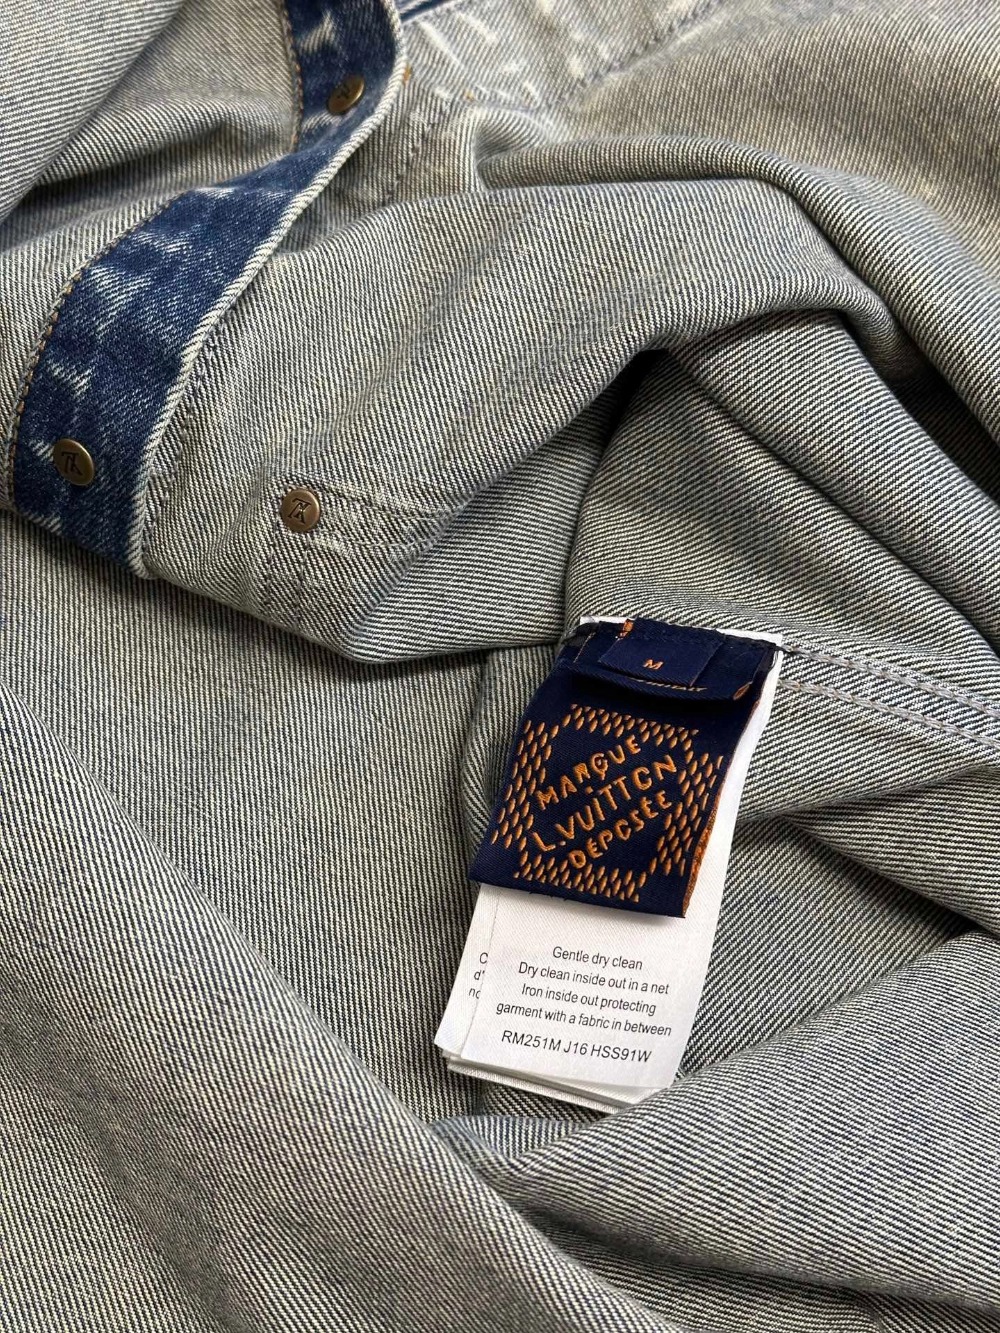 M
MARQUE
L.VUITTON
DÉPOSÉE
Gentle dry clean
Dry clean inside out in a net
Iron inside out protecting
garment with a fabric in between
RM251M J16 HSS91W